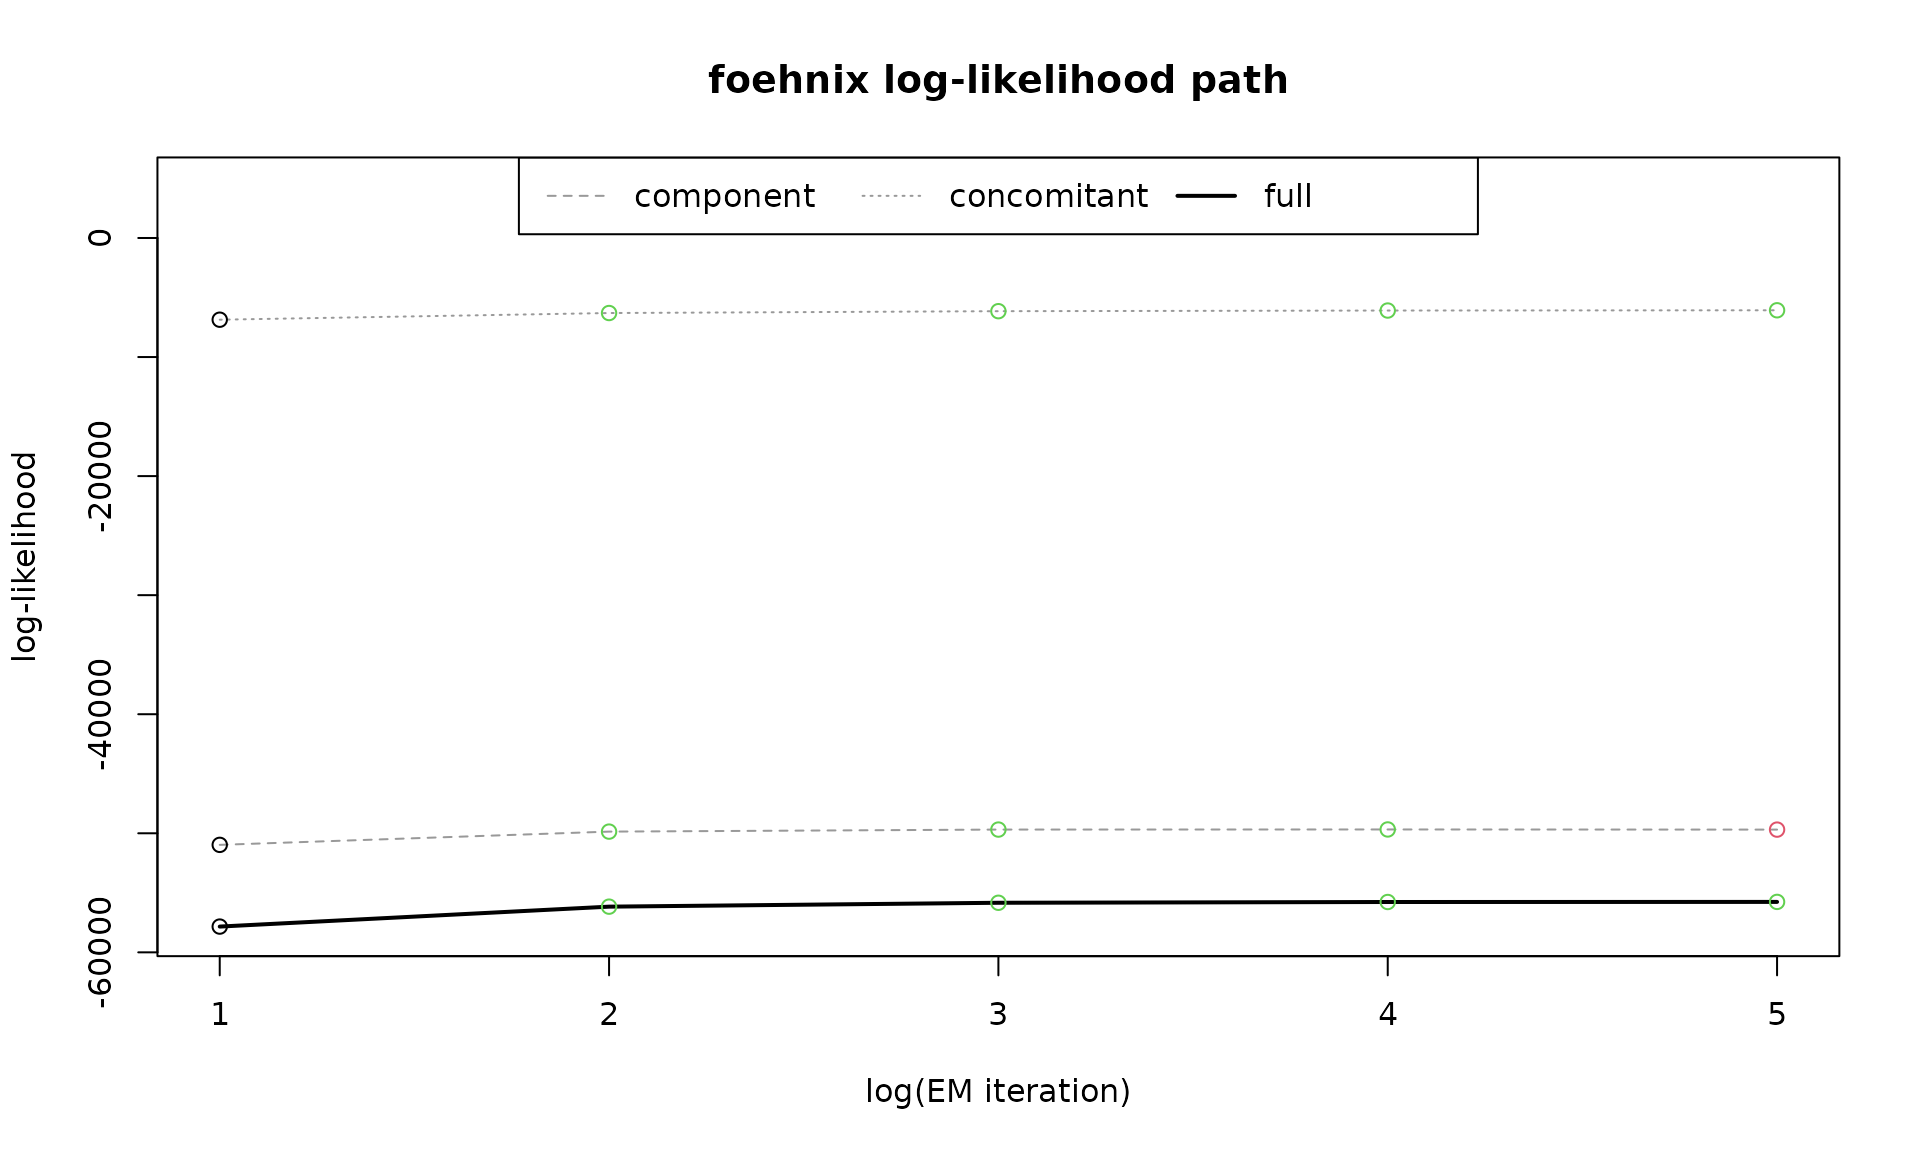 foehnix log-likelihood path
component concomitant full
log-likelihood
0
-20000
-40000
-60000
1 2 3 4 5
log(EM iteration)